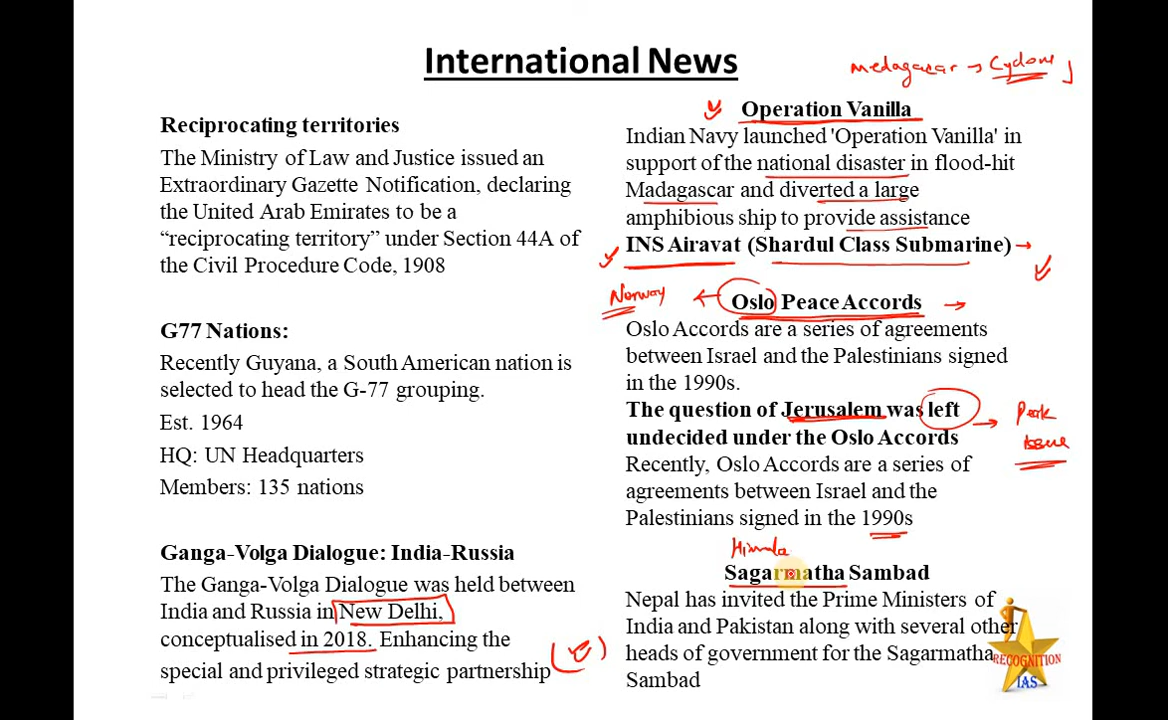 International News
Reciprocating territories
The Ministry of Law and Justice issued an
Extraordinary Gazette Notification, declaring
the United Arab Emirates to be a
“reciprocating territory” under Section 44A of
the Civil Procedure Code, 1908
G77 Nations:
Recently Guyana, a South American nation is
selected to head the G-77 grouping.
Est. 1964
HQ: UN Headquarters
Members: 135 nations
Ganga-Volga Dialogue: India-Russia
The Ganga-Volga Dialogue was held between
India and Russia in New Delhi,
conceptualised in 2018. Enhancing the
special and privileged strategic partnership
Medagascar → Cyclone
Operation Vanilla
Indian Navy launched 'Operation Vanilla' in
support of the national disaster in flood-hit
Madagascar and diverted a large
amphibious ship to provide assistance
INS Airavat (Shardul Class Submarine)
Norway
Oslo Peace Accords
Oslo Accords are a series of agreements
between Israel and the Palestinians signed
in the 1990s.
The question of Jerusalem was left
undecided under the Oslo Accords
issue
Recently, Oslo Accords are a series of
agreements between Israel and the
Palestinians signed in the 1990s
Sagarmatha Sambad
Nepal has invited the Prime Ministers of
India and Pakistan along with several other
heads of government for the Sagarmatha
Sambad
RECOGNITION
IAS